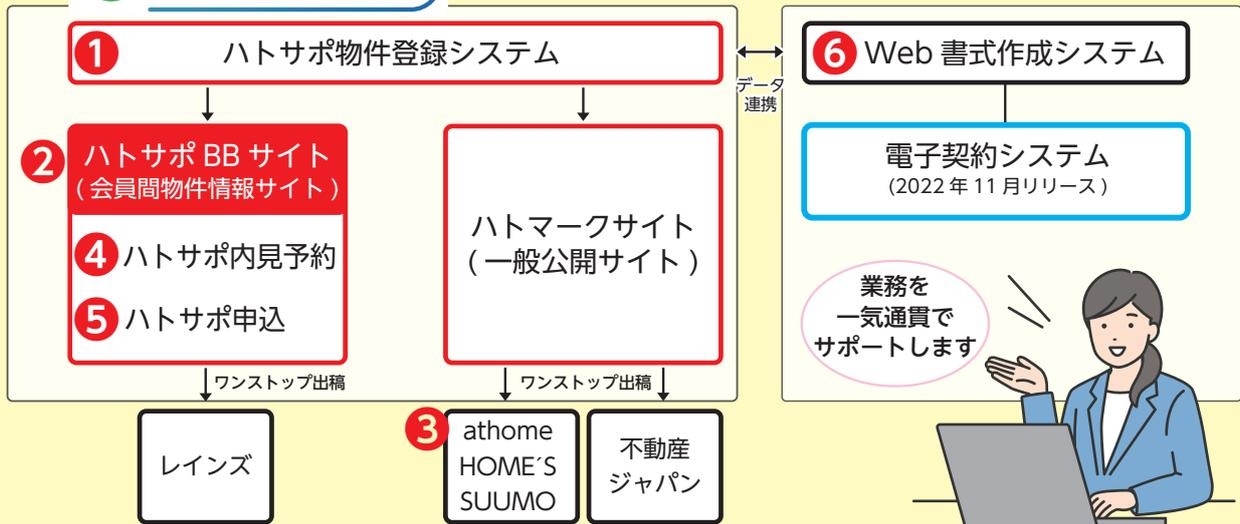 ❶ ハトサポ物件登録システム
データ
連携
❻ Web 書式作成システム
❷ ハトサポ BB サイト
( 会員間物件情報サイト )
❹ ハトサポ内見予約
❺ ハトサポ申込
ハトマークサイト
( 一般公開サイト )
電子契約システム
(2022 年 11 月リリース )
業務を
一気通貫で
サポートします
ワンストップ出稿
ワンストップ出稿
レインズ
❸ athome
HOME´S
SUUMO
不動産
ジャパン